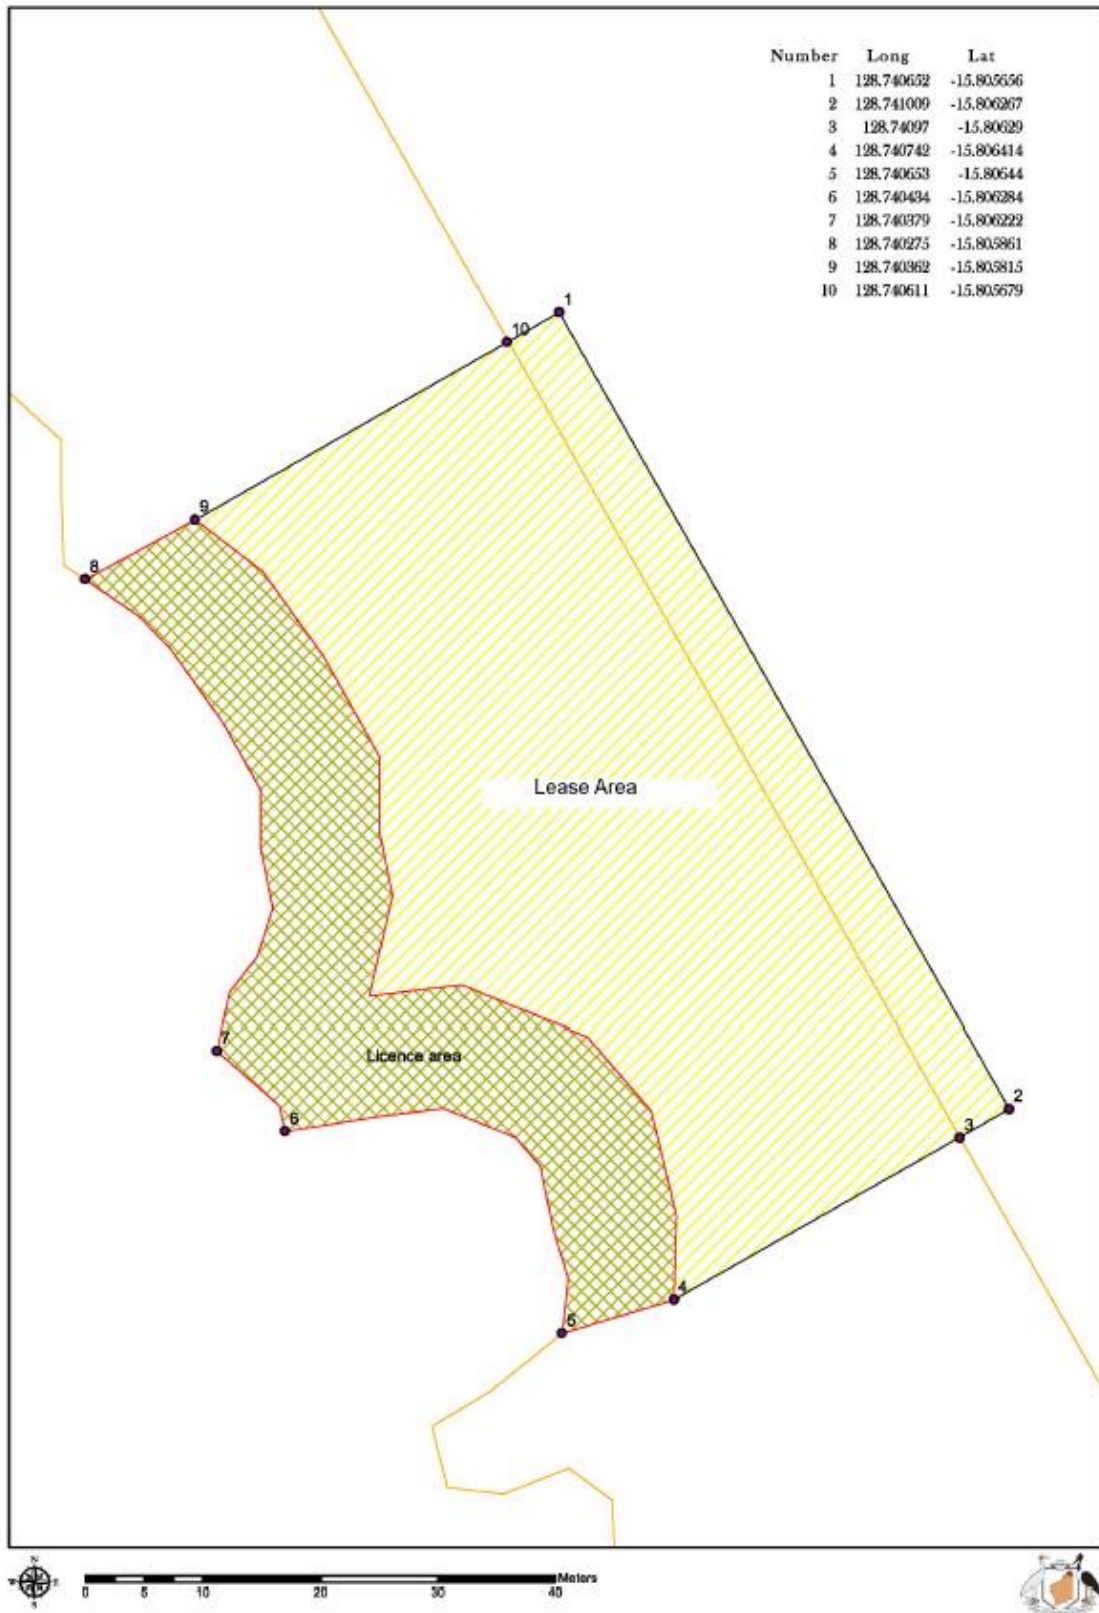 Number Long Lat
1 128.740652 -15.805656
2 128.741009 -15.806267
3 128.74097 -15.80629
4 128.740742 -15.806414
5 128.740653 -15.80644
6 128.740434 -15.806284
7 128.740379 -15.806222
8 128.740275 -15.805861
9 128.740362 -15.805815
10 128.740611 -15.805679
1
10
9
8
Lease Area
7
Licence area
2
6
3
4
5
N
W E
S
Meters
0 5 10 20 30 40